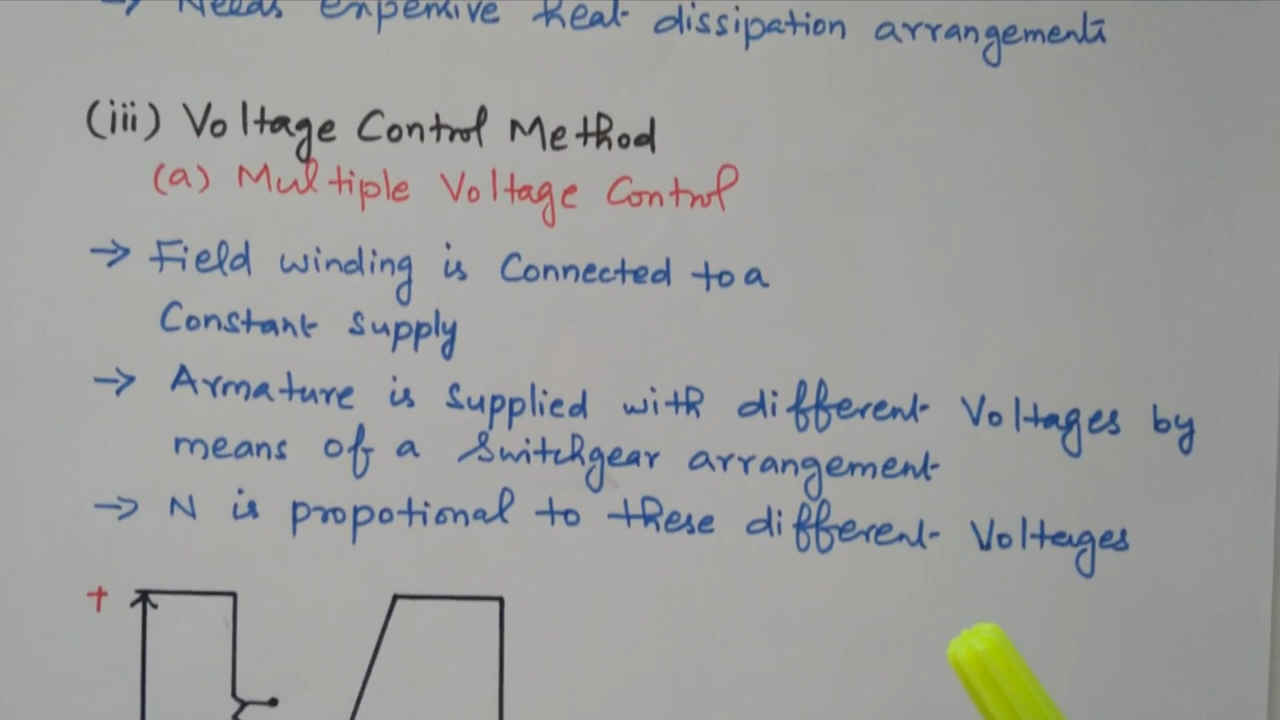 → Needs expensive heat dissipation arrangements
(iii) Voltage Control Method
(a) Multiple Voltage Control
→ Field winding is Connected to a
Constant supply
→ Armature is supplied with different Voltages by
means of a switchgear arrangement
→ N is propotional to these different Voltages
+